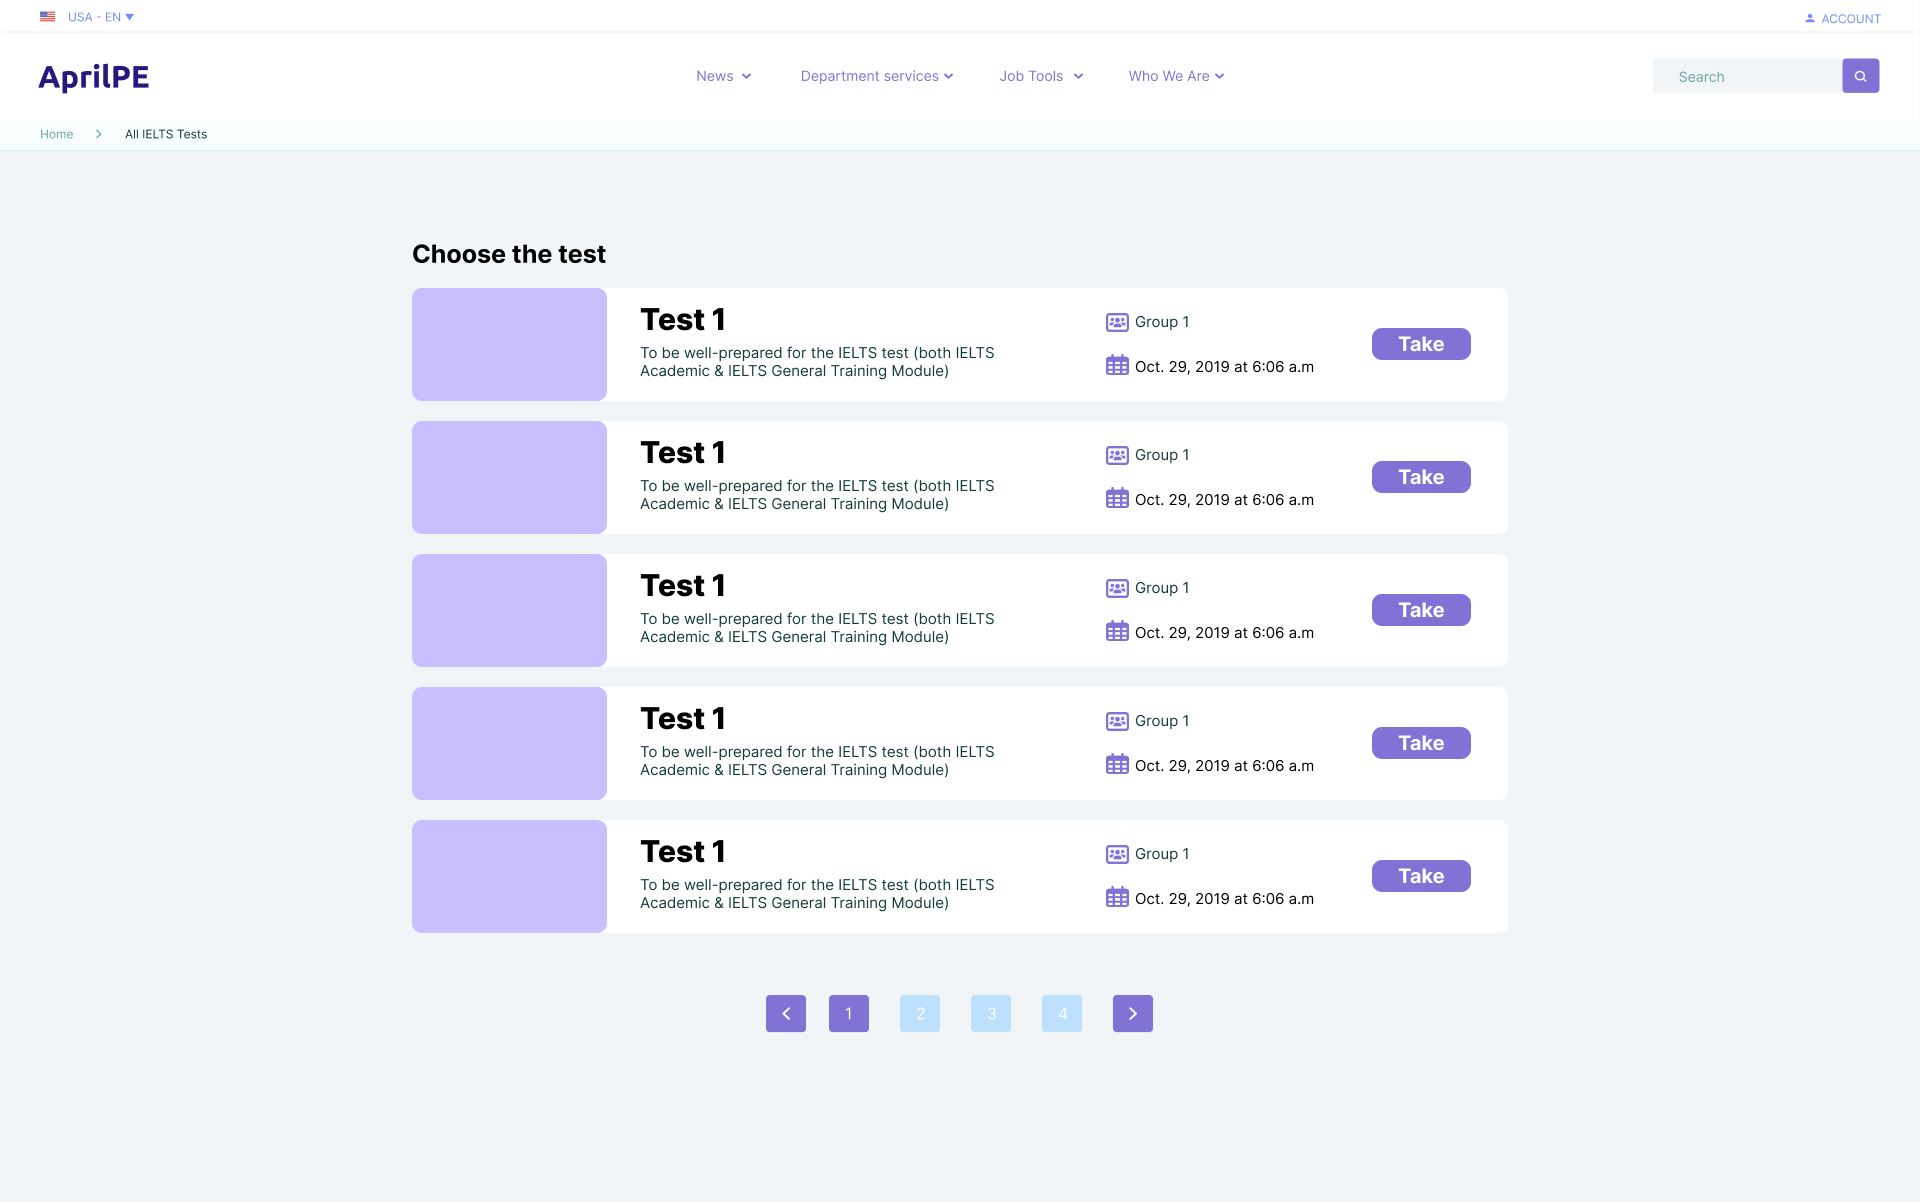 USA - EN
ACCOUNT
AprilPE
News
Department services
Job Tools
Who We Are
Search
Home
All IELTS Tests
Choose the test
Test 1
To be well-prepared for the IELTS test (both IELTS
Academic & IELTS General Training Module)
Group 1
Oct. 29, 2019 at 6:06 a.m
Take
Test 1
To be well-prepared for the IELTS test (both IELTS
Academic & IELTS General Training Module)
Group 1
Oct. 29, 2019 at 6:06 a.m
Take
Test 1
To be well-prepared for the IELTS test (both IELTS
Academic & IELTS General Training Module)
Group 1
Oct. 29, 2019 at 6:06 a.m
Take
Test 1
To be well-prepared for the IELTS test (both IELTS
Academic & IELTS General Training Module)
Group 1
Oct. 29, 2019 at 6:06 a.m
Take
Test 1
To be well-prepared for the IELTS test (both IELTS
Academic & IELTS General Training Module)
Group 1
Oct. 29, 2019 at 6:06 a.m
Take
1 2 3 4